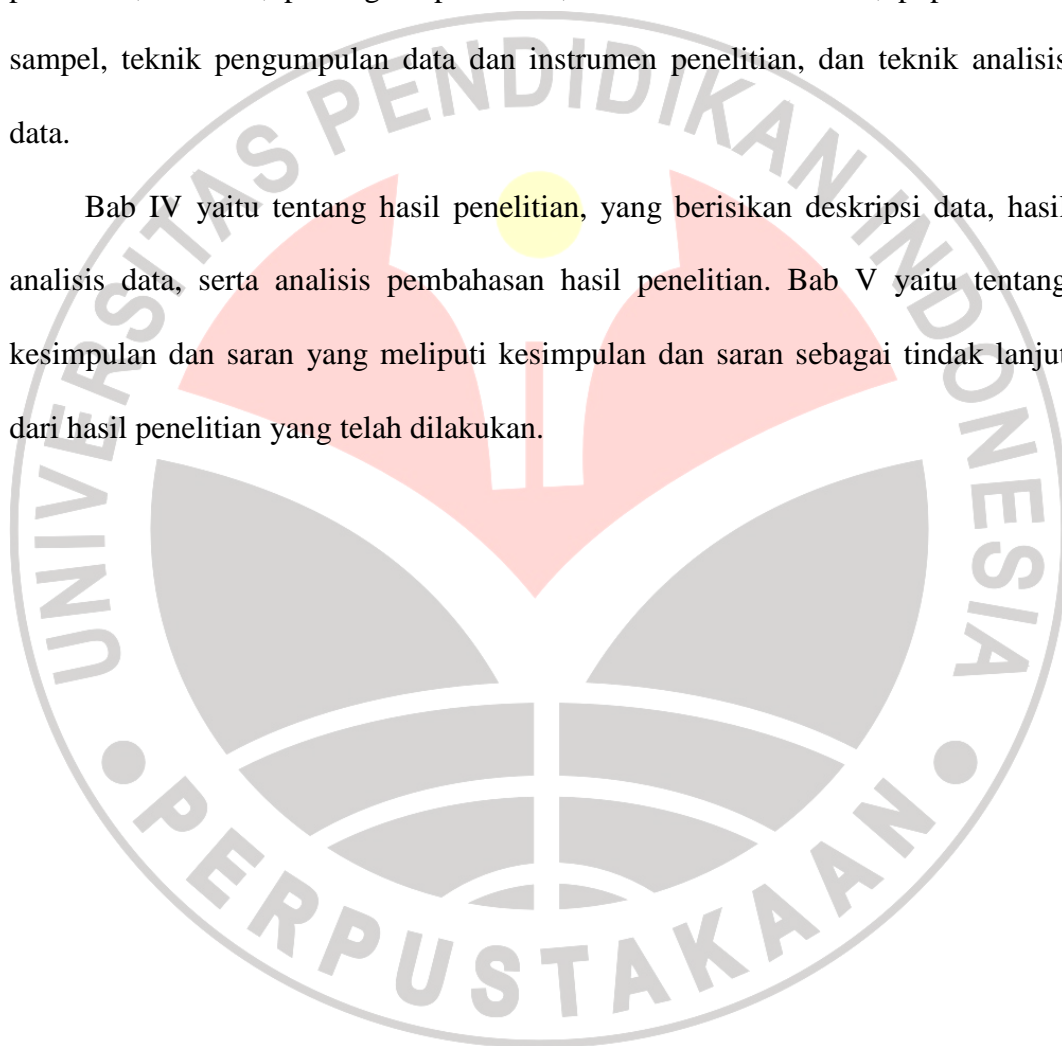 sampel, teknik pengumpulan data dan instrumen penelitian, dan teknik analisis
data.
Bab IV yaitu tentang hasil penelitian, yang berisikan deskripsi data, hasil
analisis data, serta analisis pembahasan hasil penelitian. Bab V yaitu tentang
kesimpulan dan saran yang meliputi kesimpulan dan saran sebagai tindak lanjut
dari hasil penelitian yang telah dilakukan.
UNIVERSITAS PENDIDIKAN INDONESIA
PERPUSTAKAAN